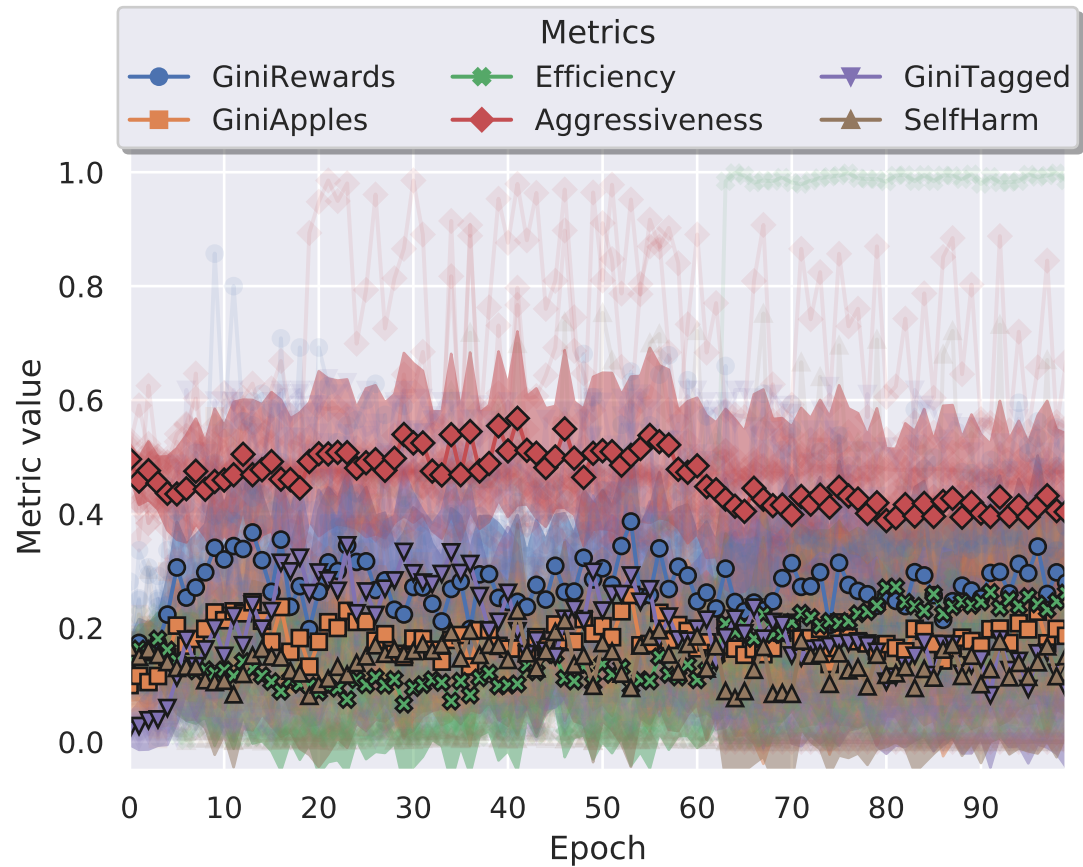 Metrics
GiniRewards Efficiency GiniTagged
GiniApples Aggressiveness SelfHarm
1.0
0.8
0.6
0.4
0.2
0.0
Metric value
0 10 20 30 40 50 60 70 80 90
Epoch